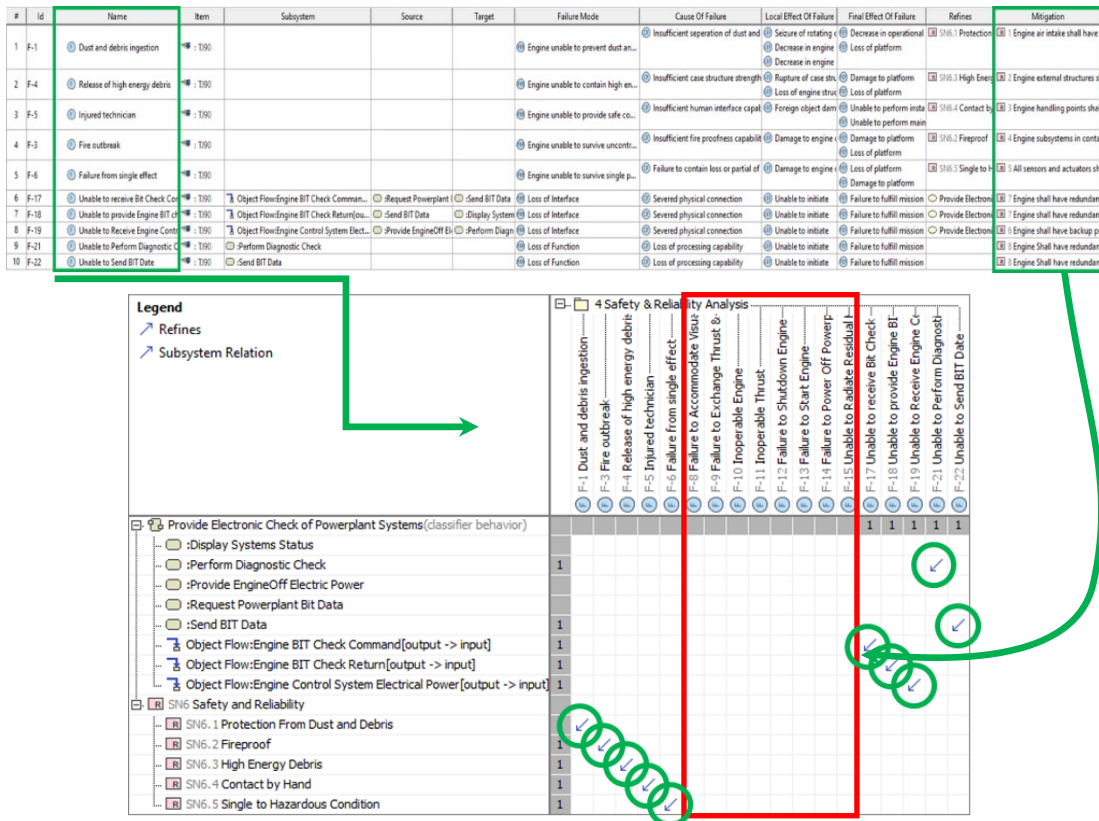 # Id Name Item Subsystem Source Target Failure Mode Cause Of Failure Local Effect Of Failure Final Effect Of Failure Refines Mitigation
1 F-1 Dust and debris ingestion : TJ90 Engine unable to prevent dust an... Insufficient seperation of dust and Seizure of rotating Decrease in operational SN6.1 Protection 1 Engine air intake shall have
Decrease in engine Loss of platform
Decrease in engine
2 F-4 Release of high energy debris : TJ90 Engine unable to contain high en... Insufficient case structure strength Rupture of case stru Damage to platform SN6.3 High Energ 2 Engine external structures s
Loss of engine struc Loss of platform
3 F-5 Injured technician : TJ90 Engine unable to provide safe co... Insufficient human interface capat Foreign object dam Unable to perform insta SN6.4 Contact by 3 Engine handling points shal
Unable to perform main
4 F-3 Fire outbreak : TJ90 Engine unable to survive uncontr... Insufficient fire proofness capabilit Damage to engine Damage to platform SN6.2 Fireproof 4 Engine subsystems in conta
Loss of platform
5 F-6 Failure from single effect : TJ90 Engine unable to survive single p... Failure to contain loss or partial of Damage to engine Loss of platform SN6.5 Single to H 5 All sensors and actuators sh
Damage to platform
6 F-17 Unable to receive Bit Check Cor : TJ90 Object Flow:Engine BIT Check Comman... :Request Powerplant I :Send BIT Data Loss of Interface Severed physical connection Unable to initiate Failure to fulfill mission Provide Electroni 7 Engine shall have redundan
7 F-18 Unable to provide Engine BIT ch : TJ90 Object Flow:Engine BIT Check Return[ou... :Send BIT Data :Display System Loss of Interface Severed physical connection Unable to initiate Failure to fulfill mission Provide Electroni 7 Engine shall have redundan
8 F-19 Unable to Receive Engine Contr : TJ90 Object Flow:Engine Control System Elect... :Provide EngineOff El :Perform Diagn Loss of Interface Severed physical connection Unable to initiate Failure to fulfill mission Provide Electroni 6 Engine shall have backup p
9 F-21 Unable to Perform Diagnostic C : TJ90 :Perform Diagnostic Check Loss of Function Loss of processing capability Unable to initiate Failure to fulfill mission 8 Engine Shall have redundar
10 F-22 Unable to Send BIT Date : TJ90 :Send BIT Data Loss of Function Loss of processing capability Unable to initiate Failure to fulfill mission 8 Engine Shall have redundar
Legend
Refines
Subsystem Relation
4 Safety & Reliability Analysis
F-1 Dust and debris ingestion
F-3 Fire outbreak
F-4 Release of high energy debris
F-5 Injured technician
F-6 Failure from single effect
F-8 Failure to Accommodate Visua
F-9 Failure to Exchange Thrust &
F-10 Inoperable Engine
F-11 Inoperable Thrust
F-12 Failure to Shutdown Engine
F-13 Failure to Start Engine
F-14 Failure to Power Off Powerp
F-15 Unable to Radiate Residual
F-17 Unable to receive Bit Check
F-18 Unable to provide Engine BI
F-19 Unable to Receive Engine Co
F-21 Unable to Perform Diagnosti
F-22 Unable to Send BIT Date
Provide Electronic Check of Powerplant Systems(classifier behavior) 1 1 1 1 1
:Display Systems Status
:Perform Diagnostic Check 1
:Provide EngineOff Electric Power
:Request Powerplant Bit Data
:Send BIT Data 1
Object Flow:Engine BIT Check Command[output -> input] 1
Object Flow:Engine BIT Check Return[output -> input] 1
Object Flow:Engine Control System Electrical Power[output -> input] 1
R SN6 Safety and Reliability
R SN6.1 Protection From Dust and Debris 1
R SN6.2 Fireproof 1
R SN6.3 High Energy Debris 1
R SN6.4 Contact by Hand 1
R SN6.5 Single to Hazardous Condition 1